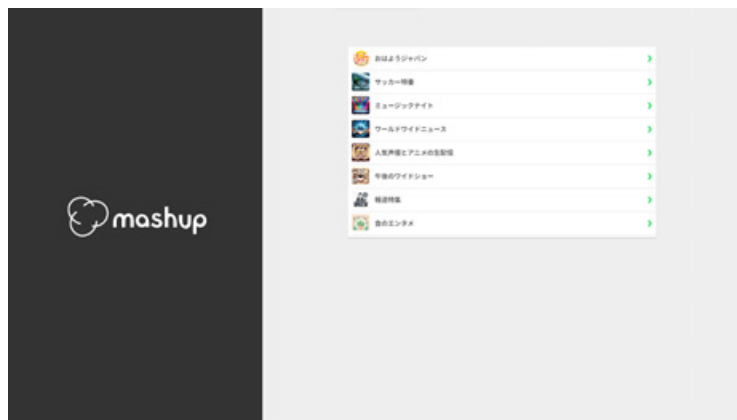 mashup
おはようジャパン
サッカー特番
ミュージックナイト
ワールドワイドニュース
人気声優とアニメの生配信
午後のワイドショー
報道特集
音のエンタメ